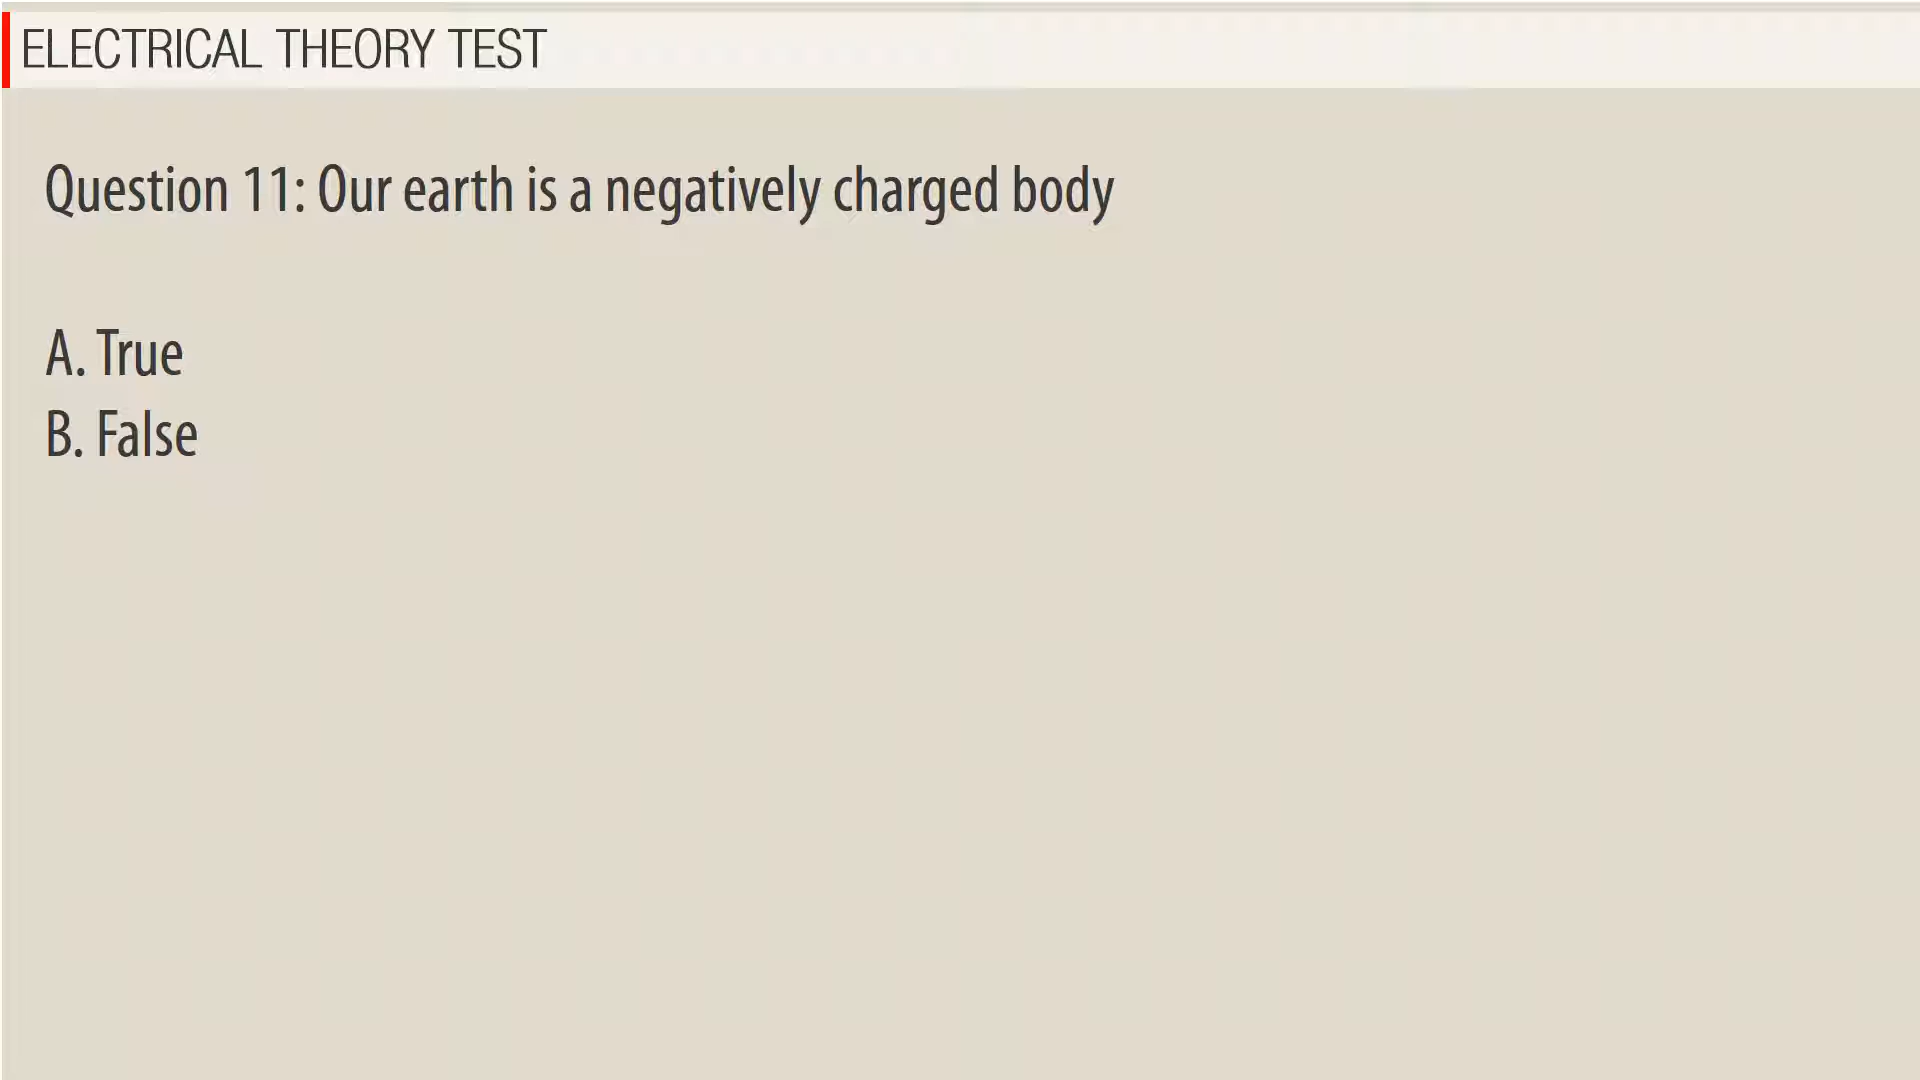 ELECTRICAL THEORY TEST
Question 11: Our earth is a negatively charged body
A. True
B. False